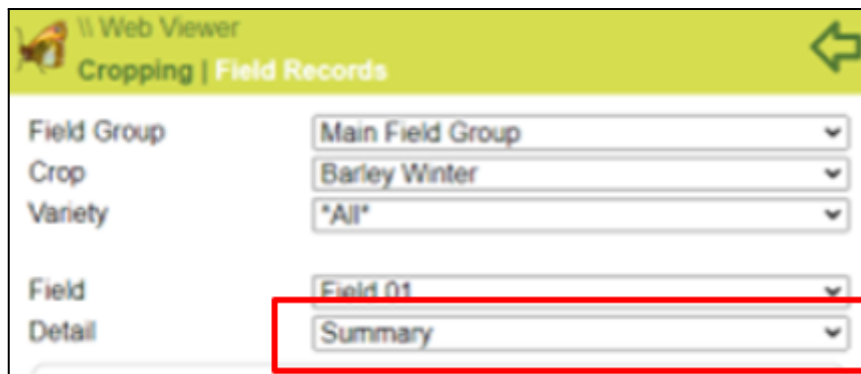 \\ Web Viewer
Cropping | Field Records
Field Group Main Field Group
Crop Barley Winter
Variety *All*
Field Field 01
Detail Summary